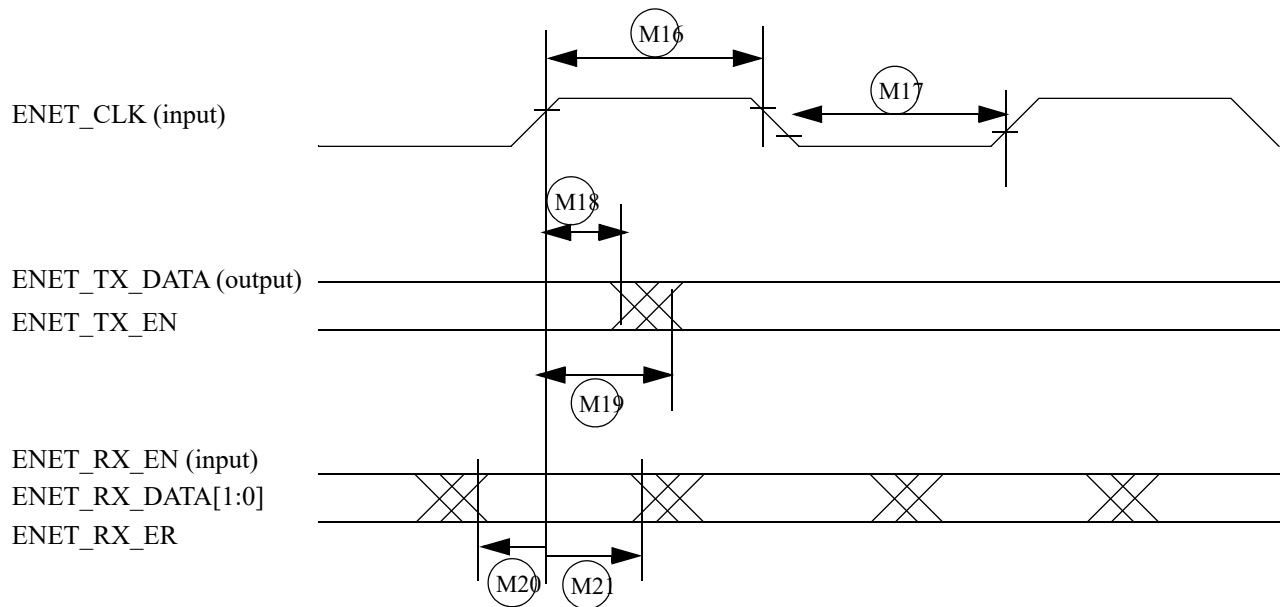 M16
ENET_CLK (input)
M17
M18
ENET_TX_DATA (output)
ENET_TX_EN
M19
ENET_RX_EN (input)
ENET_RX_DATA[1:0]
ENET_RX_ER
M20
M21